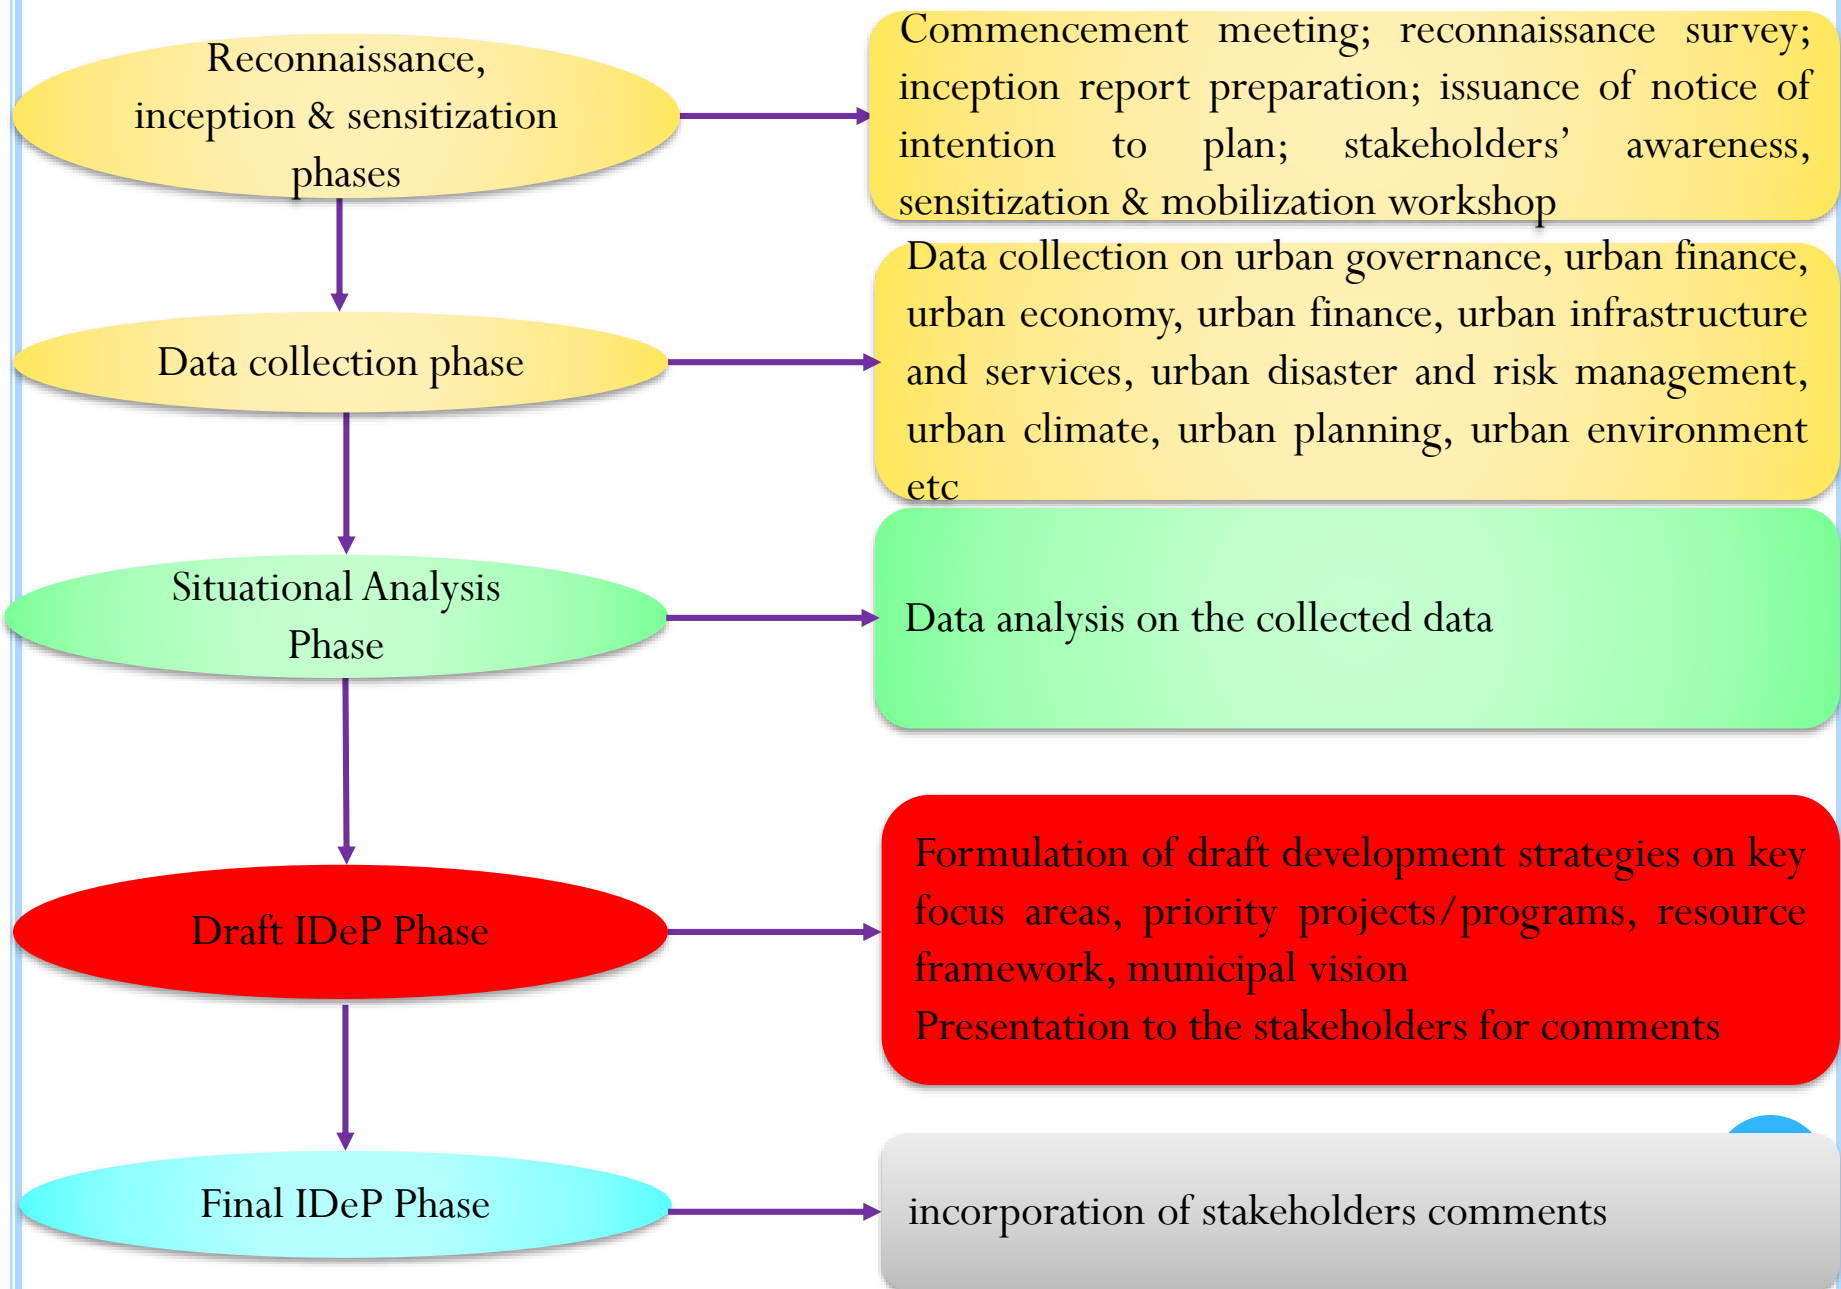 Reconnaissance,
inception & sensitization
phases
Commencement meeting; reconnaissance survey;
inception report preparation; issuance of notice of
intention to plan; stakeholders’ awareness,
sensitization & mobilization workshop
Data collection phase
Data collection on urban governance, urban finance,
urban economy, urban finance, urban infrastructure
and services, urban disaster and risk management,
urban climate, urban planning, urban environment
etc
Situational Analysis
Phase
Data analysis on the collected data
Draft IDeP Phase
Formulation of draft development strategies on key
focus areas, priority projects/programs, resource
framework, municipal vision
Presentation to the stakeholders for comments
Final IDeP Phase
incorporation of stakeholders comments